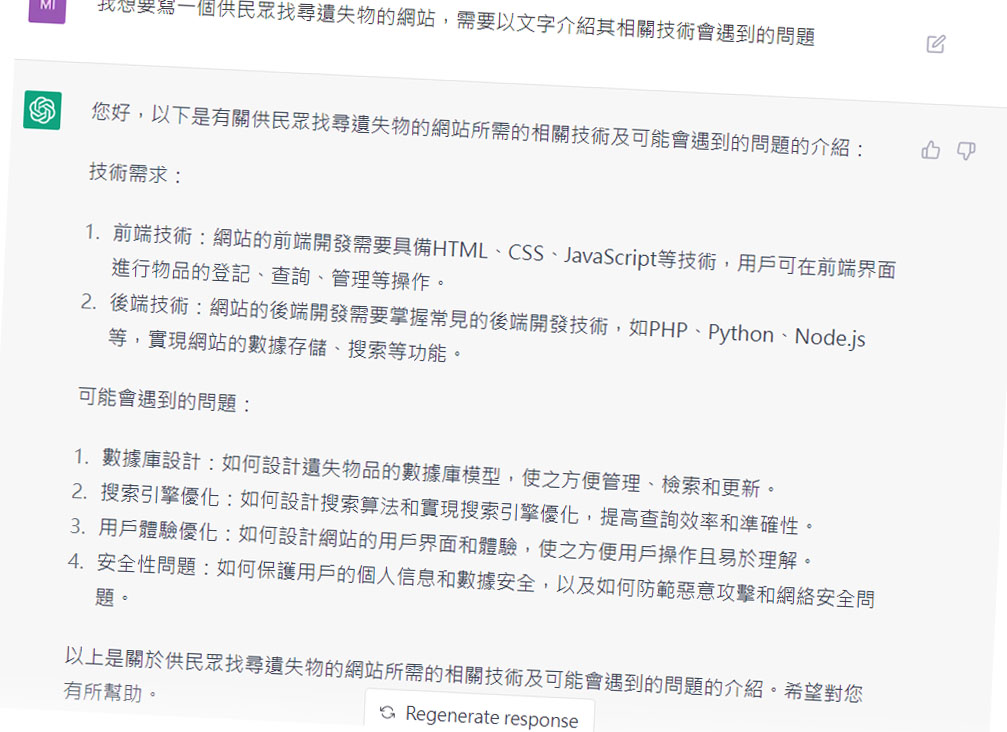 MI
我想要寫一個供民眾找尋遺失物的網站，需要以文字介紹其相關技術會遇到的問題
您好，以下是有關供民眾找尋遺失物的網站所需的相關技術及可能會遇到的問題的介紹：
技術需求：
1. 前端技術：網站的前端開發需要具備HTML、CSS、JavaScript等技術，用戶可在前端界面
進行物品的登記、查詢、管理等操作。
2. 後端技術：網站的後端開發需要掌握常見的後端開發技術，如PHP、Python、Node.js
等，實現網站的數據存儲、搜索等功能。
可能會遇到的問題：
1. 數據庫設計：如何設計遺失物品的數據庫模型，使之方便管理、檢索和更新。
2. 搜索引擎優化：如何設計搜索算法和實現搜索引擎優化，提高查詢效率和準確性。
3. 用戶體驗優化：如何設計網站的用戶界面和體驗，使之方便用戶操作且易於理解。
4. 安全性問題：如何保護用戶的個人信息和數據安全，以及如何防範惡意攻擊和網絡安全問
題。
以上是關於供民眾找尋遺失物的網站所需的相關技術及可能會遇到的問題的介紹。希望對您
有所幫助。
Regenerate response